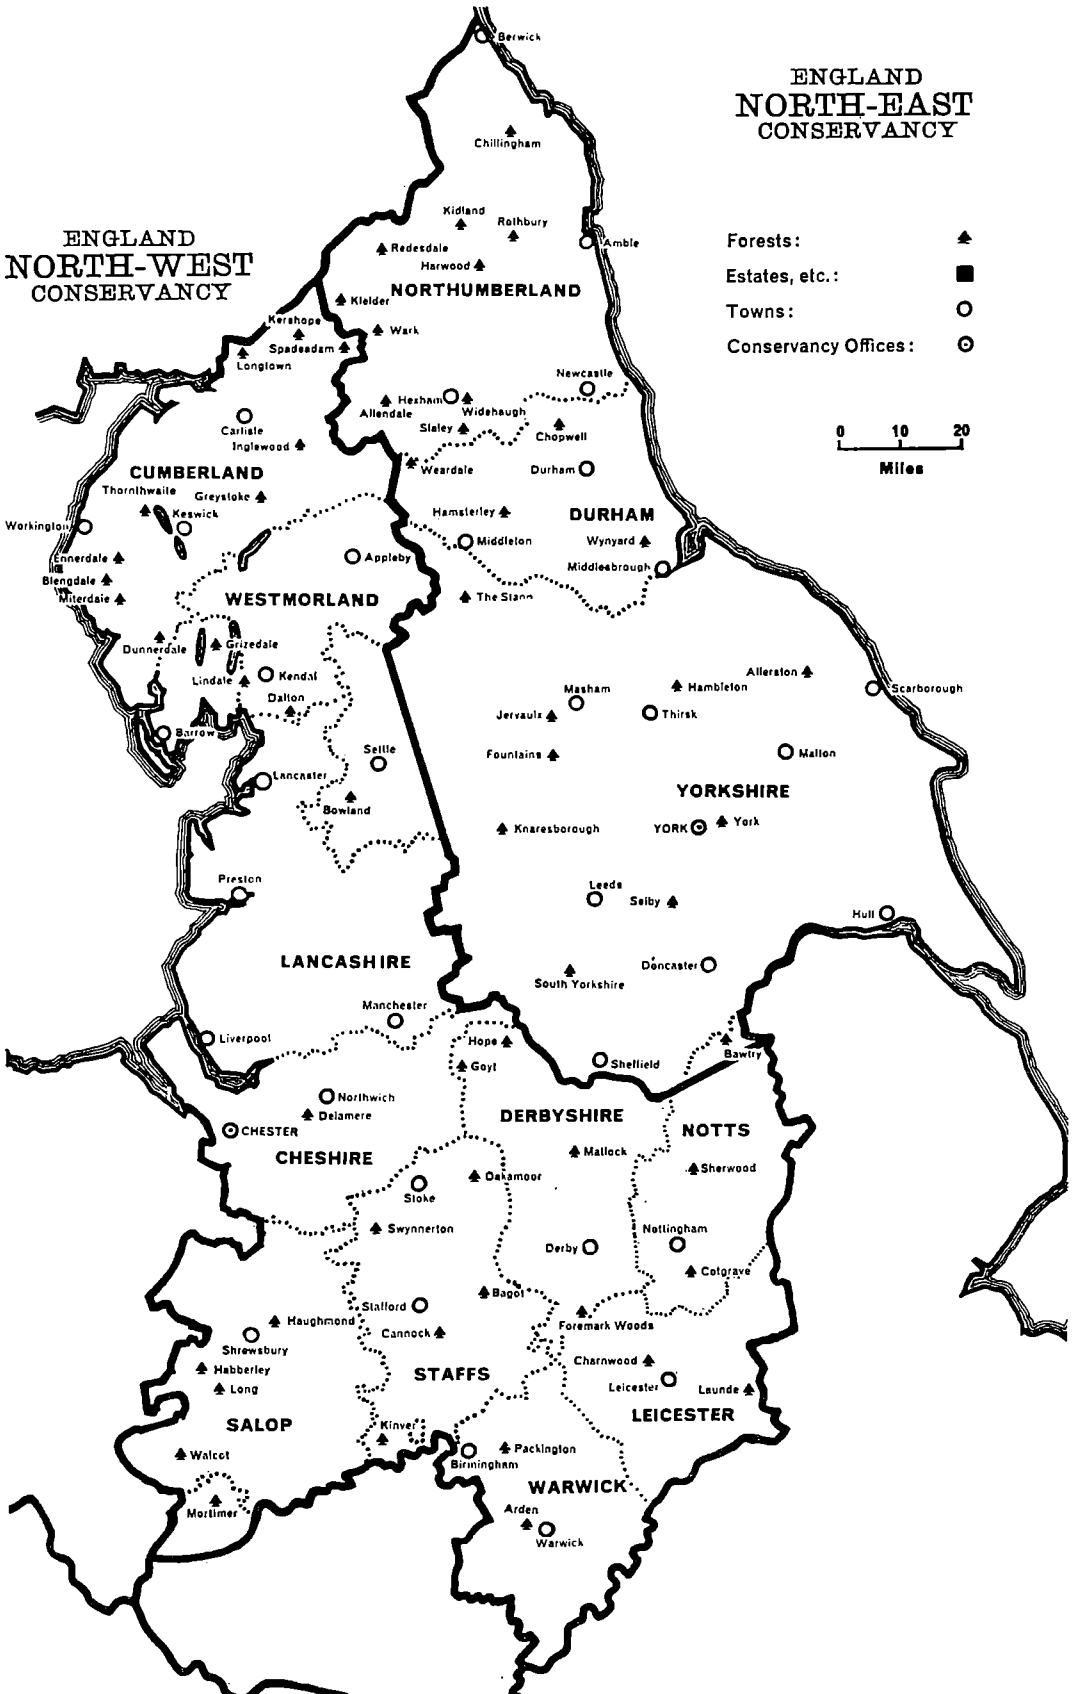 Berwick
ENGLAND
NORTH-EAST
CONSERVANCY
Chillingham
Kidland
Rothbury
ENGLAND
NORTH-WEST
CONSERVANCY
Redesdale
Amble
Harwood
Forests:
Estates, etc.:
NORTHUMBERLAND
Kielder
Towns:
Kershope
Wark
Spadeadam
Conservancy Offices:
Longtown
Newcastle
Hexham
Allendale
Widehaugh
Carlisle
Slaley
Chopwell
0 10 20
Miles
Inglewood
CUMBERLAND
Weardale
Durham
Thornthwaite
Greystoke
Keswick
Hamsterley
DURHAM
Workington
Middleton
Wynyard
Ennerdale
Appleby
Middlesbrough
Blengdale
Miterdale
WESTMORLAND
The Stang
Dunnerdale
Grizedale
Lindale
Kendal
Allerston
Hambleton
Scarborough
Dalton
Masham
Jervaulx
Thirsk
Barrow
Settle
Fountains
Malton
Lancaster
YORKSHIRE
Bowland
Knaresborough
YORK
York
Preston
Leeds
Selby
Hull
LANCASHIRE
Doncaster
South Yorkshire
Manchester
Liverpool
Hope
Bawtry
Goyt
Sheffield
Northwich
Delamere
DERBYSHIRE
CHESTER
NOTTS
CHESHIRE
Matlock
Sherwood
Oakamoor
Stoke
Swynnerton
Nottingham
Derby
Cotgrave
Bagot
Stafford
Haughmond
Foremark Woods
Cannock
Shrewsbury
Habberley
Charnwood
STAFFS
Long
Leicester
Launde
SALOP
LEICESTER
Kinver
Walcot
Packington
Birmingham
WARWICK
Mortimer
Arden
Warwick